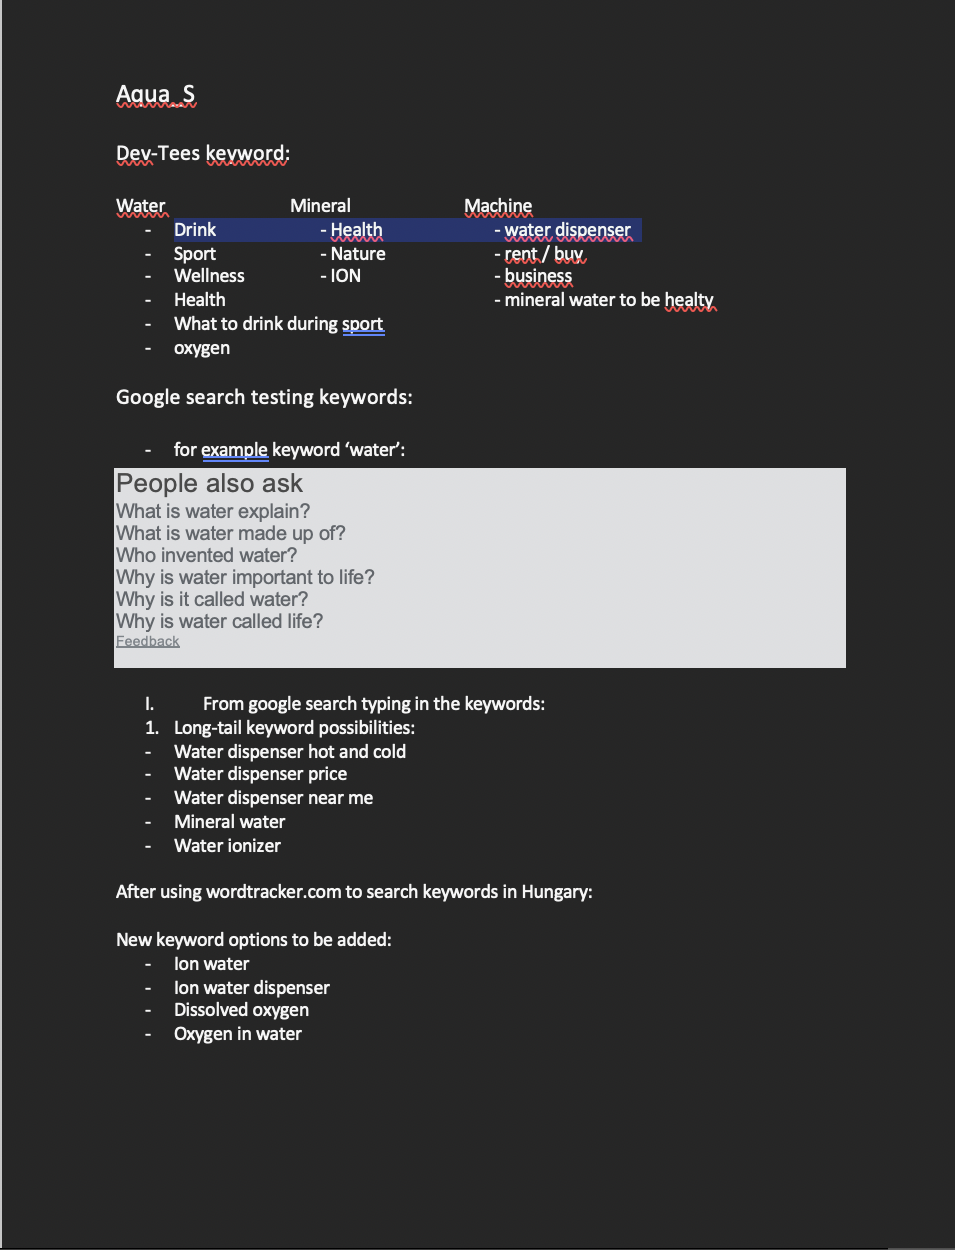 Aqua_S
Dev-Tees keyword:
Water Mineral Machine
- Drink - Health - water dispenser
- Sport - Nature - rent / buy
- Wellness - ION - business
- Health - mineral water to be healty
- What to drink during sport
- oxygen
Google search testing keywords:
- for example keyword ‘water’:
People also ask
What is water explain?
What is water made up of?
Who invented water?
Why is water important to life?
Why is it called water?
Why is water called life?
Feedback
I. From google search typing in the keywords:
1. Long-tail keyword possibilities:
- Water dispenser hot and cold
- Water dispenser price
- Water dispenser near me
- Mineral water
- Water ionizer
After using wordtracker.com to search keywords in Hungary:
New keyword options to be added:
- Ion water
- Ion water dispenser
- Dissolved oxygen
- Oxygen in water